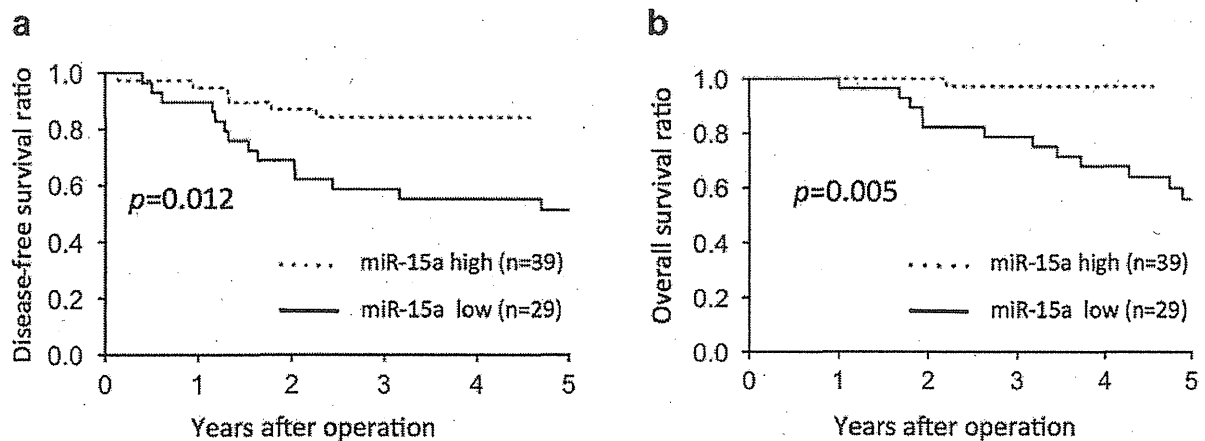 a
Disease-free survival ratio
1.0
0.8
0.6
0.4
0.2
0.0
p=0.012
miR-15a high (n=39)
miR-15a low (n=29)
0 1 2 3 4 5
Years after operation
b
Overall survival ratio
1.0
0.8
0.6
0.4
0.2
0.0
p=0.005
miR-15a high (n=39)
miR-15a low (n=29)
0 1 2 3 4 5
Years after operation